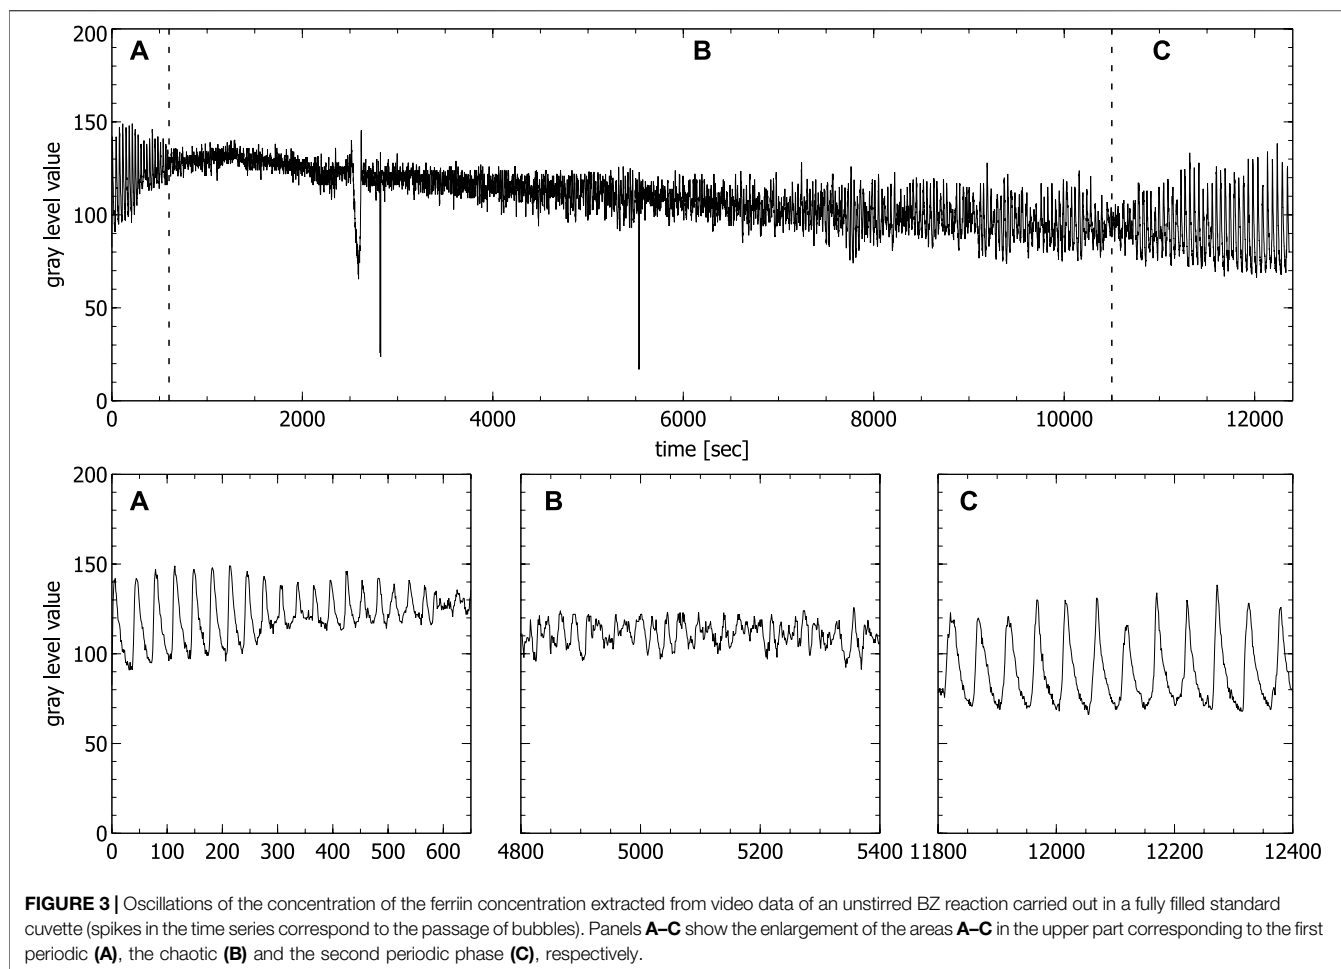 A B C
200
150
100
50
0
gray level value
0 2000 4000 6000 8000 10000 12000
time [sec]
A B C
200
150
100
50
0
gray level value
0 100 200 300 400 500 600
4800 5000 5200 5400
11800 12000 12200 12400
FIGURE 3 | Oscillations of the concentration of the ferriin concentration extracted from video data of an unstirred BZ reaction carried out in a fully filled standard
cuvette (spikes in the time series correspond to the passage of bubbles). Panels A–C show the enlargement of the areas A–C in the upper part corresponding to the first
periodic (A), the chaotic (B) and the second periodic phase (C), respectively.